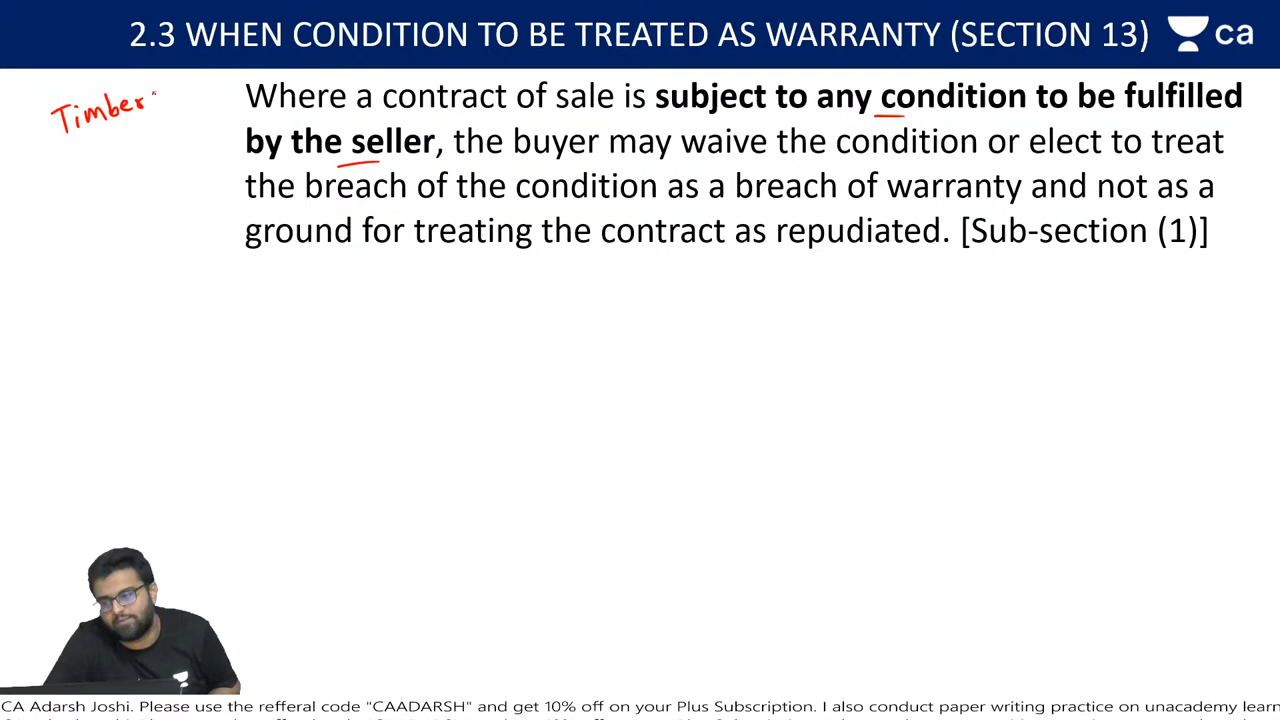 2.3 WHEN CONDITION TO BE TREATED AS WARRANTY (SECTION 13)
ca
Timber
Where a contract of sale is subject to any condition to be fulfilled
by the seller, the buyer may waive the condition or elect to treat
the breach of the condition as a breach of warranty and not as a
ground for treating the contract as repudiated. [Sub-section (1)]
CA Adarsh Joshi. Please use the refferal code "CAADARSH" and get 10% off on your Plus Subscription. I also conduct paper writing practice on unacademy learn